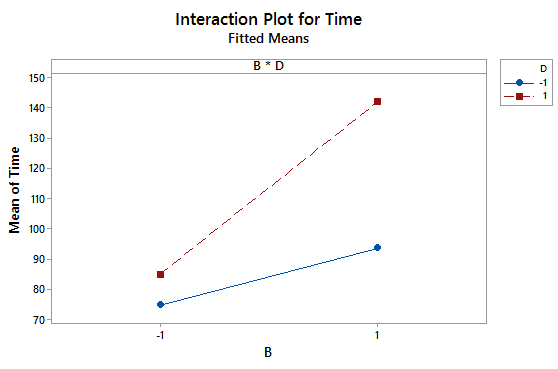 Interaction Plot for Time
Fitted Means
B * D
D
-1
1
150
140
130
120
110
100
90
80
70
Mean of Time
-1
1
B